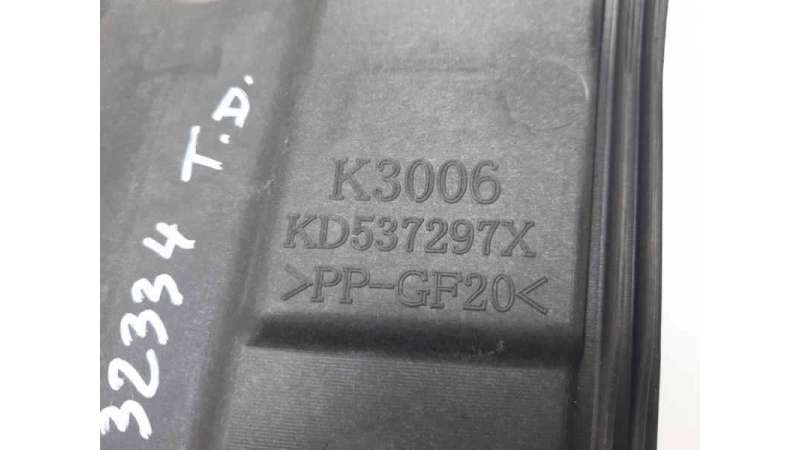 32334 T.D.
K3006
KD537297X
>PP-GF20<